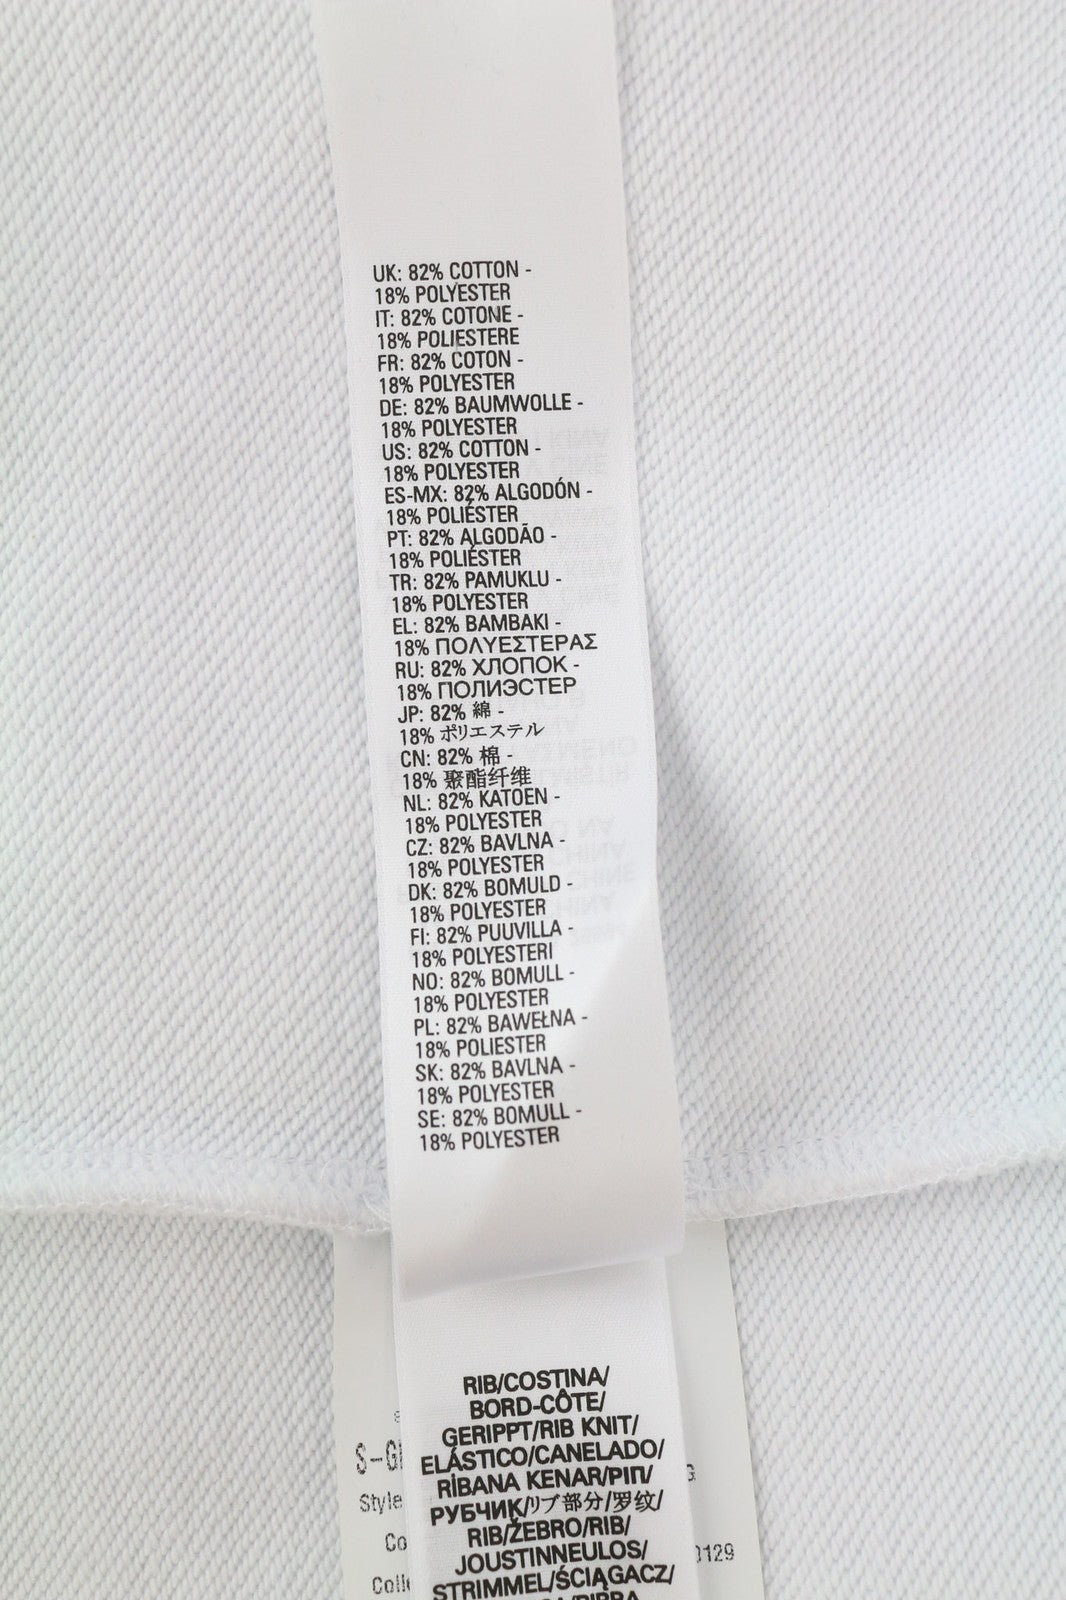 UK: 82% COTTON -
18% POLYESTER
IT: 82% COTONE -
18% POLIESTERE
FR: 82% COTON -
18% POLYESTER
DE: 82% BAUMWOLLE -
18% POLYESTER
US: 82% COTTON -
18% POLYESTER
ES-MX: 82% ALGODÓN -
18% POLIÉSTER
PT: 82% ALGODÃO -
18% POLIÉSTER
TR: 82% PAMUKLU -
18% POLYESTER
EL: 82% ΒΑΜΒΑΚΙ -
18% ΠΟΛΥΕΣΤΕΡΑΣ
RU: 82% ХЛОПОК -
18% ПОЛИЭСТЕР
JP: 82% 綿 -
18% ポリエステル
CN: 82% 棉 -
18% 聚酯纤维
NL: 82% KATOEN -
18% POLYESTER
CZ: 82% BAVLNA -
18% POLYESTER
DK: 82% BOMULD -
18% POLYESTER
FI: 82% PUUVILLA -
18% POLYESTERI
NO: 82% BOMULL -
18% POLYESTER
PL: 82% BAWEŁNA -
18% POLIESTER
SK: 82% BAVLNA -
18% POLYESTER
SE: 82% BOMULL -
18% POLYESTER
RIB/COSTINA/
BORD-CÔTE/
GERIPPT/RIB KNIT/
ELÁSTICO/CANELADO/
RİBANA KENAR/ΡΙΠ/
РУБЧИК/リブ部分/罗纹/
RIB/ŽEBRO/RIB/
JOUSTINNEULOS/
STRIMMEL/ŚCIĄGACZ/
S-G
Style
Co
0129